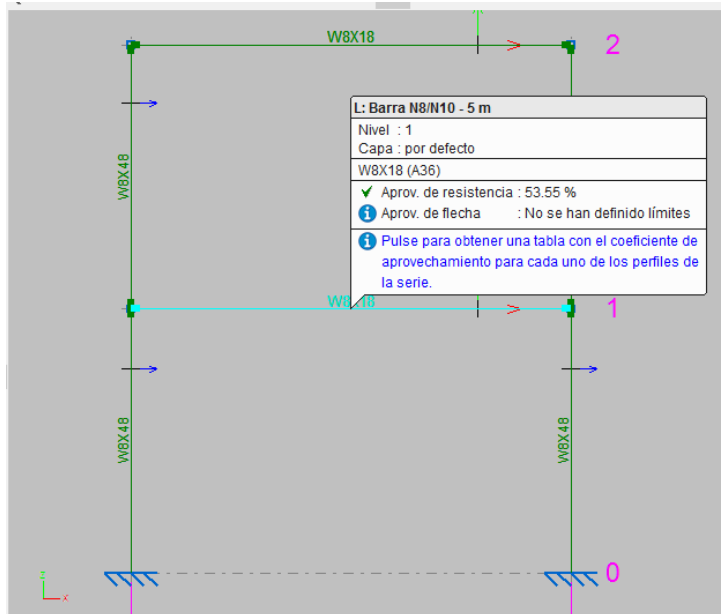 W8X18
2
L: Barra N8/N10 - 5 m
Nivel : 1
Capa : por defecto
W8X18 (A36)
Aprov. de resistencia : 53.55 %
Aprov. de flecha : No se han definido límites
Pulse para obtener una tabla con el coeficiente de
aprovechamiento para cada uno de los perfiles de
la serie.
W8X48
W8X18
1
W8X48
W8X48
0
z
x